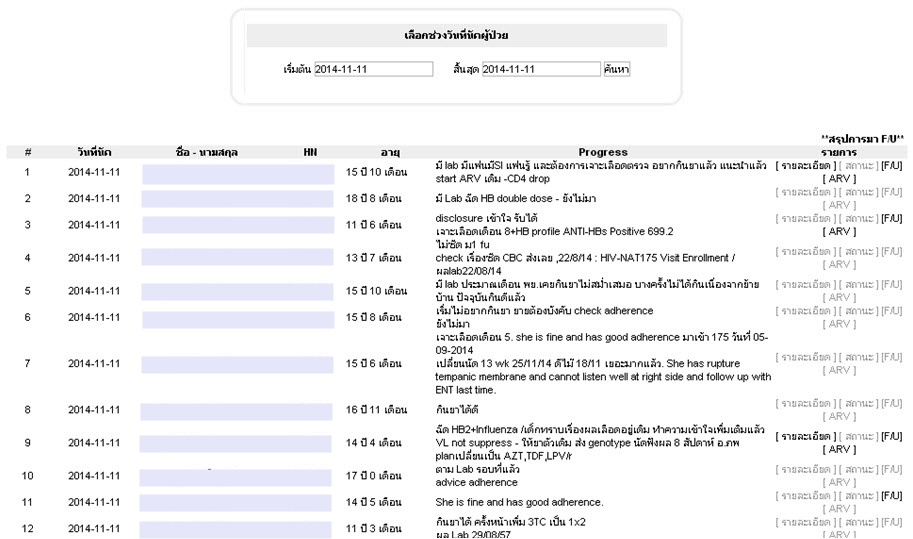 เลือกช่วงวันที่นัดผู้ป่วย
เริ่มต้น 2014-11-11 สิ้นสุด 2014-11-11 ค้นหา
**สรุปการมา F/U**
# วันที่นัด ชื่อ - นามสกุล HN อายุ Progress รายการ
1 2014-11-11 15 ปี 10 เดือน มี lab มีแฟนมีSI แฟนรู้ และต้องการเจาะเลือดตรวจ อยากกินยาแล้ว แนะนำแล้ว [ รายละเอียด ] [ สถานะ ] [F/U]
start ARV เดิม -CD4 drop [ ARV ]
2 2014-11-11 18 ปี 8 เดือน มี Lab ฉีด HB double dose - ยังไม่มา [ รายละเอียด ] [ สถานะ ] [F/U]
[ ARV ]
3 2014-11-11 11 ปี 6 เดือน disclosure เข้าใจ รับได้ [ รายละเอียด ] [ สถานะ ] [F/U]
เจาะเลือดเดือน 8+HB profile ANTI-HBs Positive 699.2 [ ARV ]
ไม่ซีด ม1 fu
4 2014-11-11 13 ปี 7 เดือน check เรื่องซีด CBC ส่งเลย ,22/8/14 : HIV-NAT175 Visit Enrollment / [ รายละเอียด ] [ สถานะ ] [F/U]
ผลlab22/08/14 [ ARV ]
5 2014-11-11 15 ปี 10 เดือน มี lab ประมาณเดือน พย.เคยกินยาไม่สม่ำเสมอ บางครั้งไม่ได้กินเนื่องจากย้าย [ รายละเอียด ] [ สถานะ ] [F/U]
บ้าน ปัจจุบันกินดีแล้ว [ ARV ]
6 2014-11-11 15 ปี 8 เดือน เริ่มไม่อยากกินยา ยายต้องบังคับ check adherence [ รายละเอียด ] [ สถานะ ] [F/U]
ยังไม่มา [ ARV ]
เจาะเลือดเดือน 5. she is fine and has good adherence มาเข้า 175 วันที่ 05-
09-2014
7 2014-11-11 15 ปี 6 เดือน เปลี่ยนนัด 13 wk 25/11/14 ดีไม๊ 18/11 เยอะมากแล้ว. She has rupture [ รายละเอียด ] [ สถานะ ] [F/U]
tempanic membrane and cannot listen well at right side and follow up with [ ARV ]
ENT last time.
8 2014-11-11 16 ปี 11 เดือน กินยาได้ดี [ รายละเอียด ] [ สถานะ ] [F/U]
[ ARV ]
ฉีด HB2+Influenza /เด็กทราบเรื่องผลเลือดอยู่เดิม ทำความเข้าใจเพิ่มเติมแล้ว
9 2014-11-11 14 ปี 4 เดือน VL not suppress - ให้ยาตัวเดิม ส่ง genotype นัดฟังผล 8 สัปดาห์ อ.ภพ [ รายละเอียด ] [ สถานะ ] [F/U]
planเปลี่ยนเป็น AZT,TDF,LPV/r [ ARV ]
10 2014-11-11 17 ปี 0 เดือน ตาม Lab รอบที่แล้ว [ รายละเอียด ] [ สถานะ ] [F/U]
advice adherence [ ARV ]
11 2014-11-11 14 ปี 5 เดือน She is fine and has good adherence. [ รายละเอียด ] [ สถานะ ] [F/U]
[ ARV ]
12 2014-11-11 11 ปี 3 เดือน กินยาได้ ครั้งหน้าเพิ่ม 3TC เป็น 1x2 [ รายละเอียด ] [ สถานะ ] [F/U]
ผล Lab 29/08/57 [ ARV ]